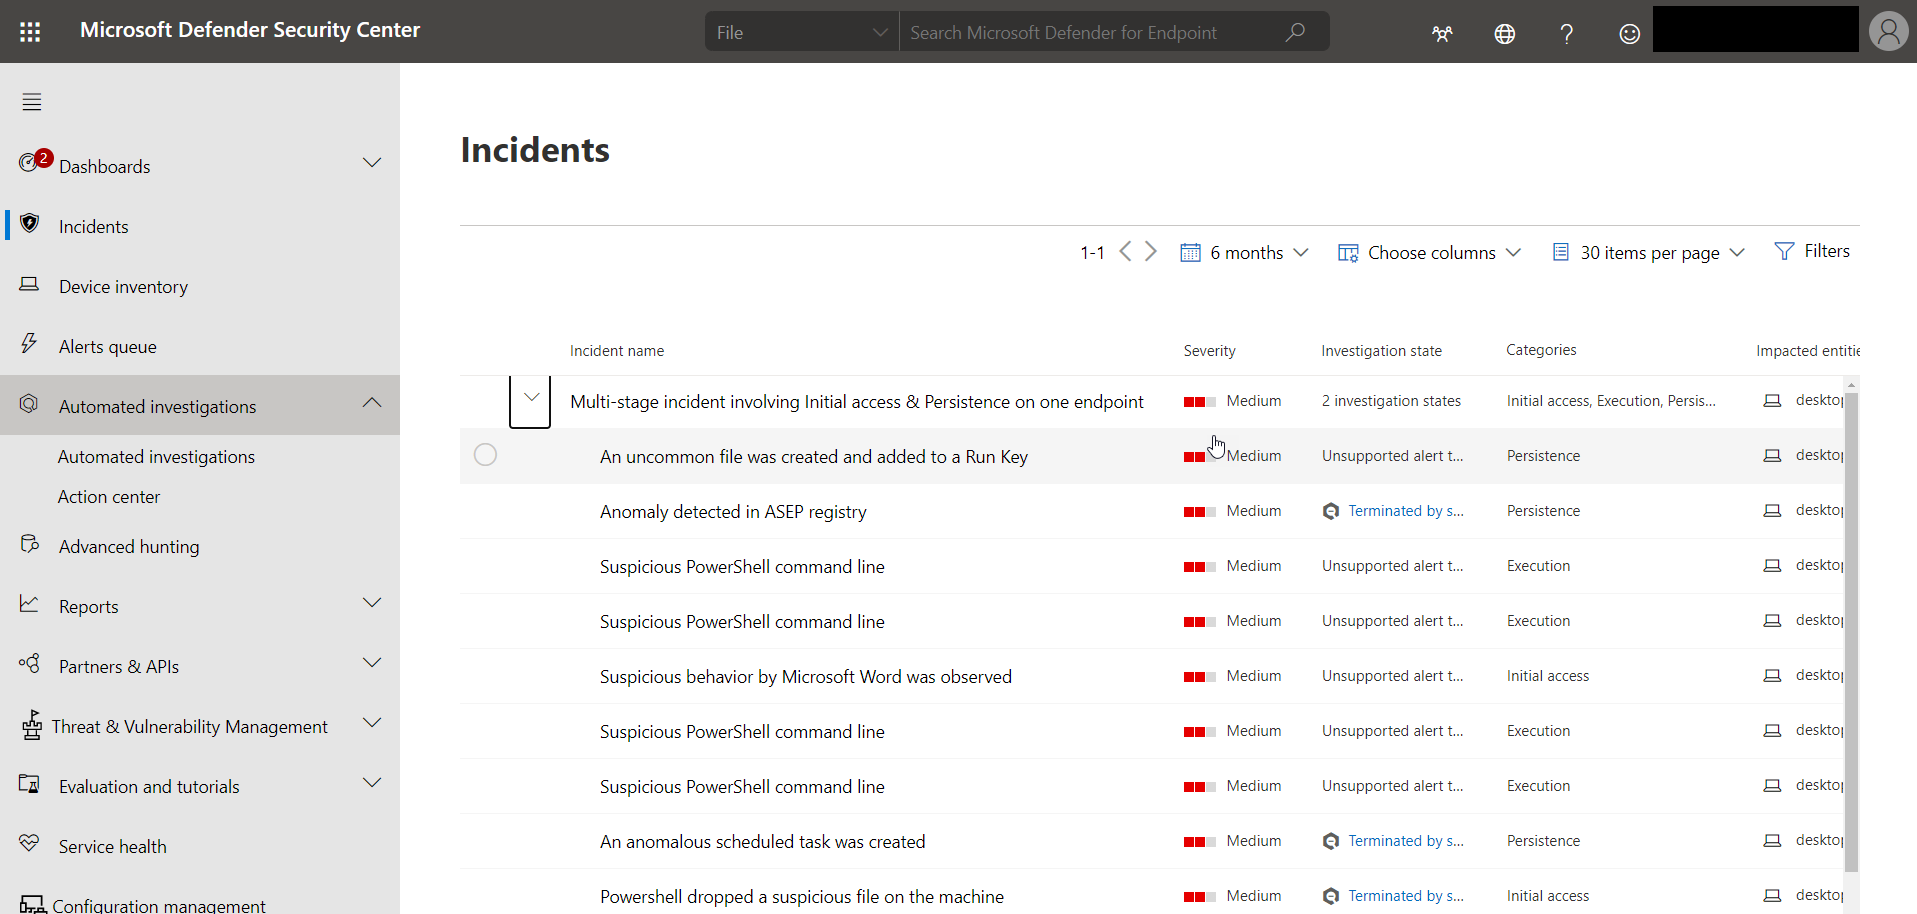 Microsoft Defender Security Center
File
Search Microsoft Defender for Endpoint
2
Dashboards
Incidents
Device inventory
Alerts queue
Automated investigations
Automated investigations
Action center
Advanced hunting
Reports
Partners & APIs
Threat & Vulnerability Management
Evaluation and tutorials
Service health
Configuration management
Incidents
1-1 6 months Choose columns 30 items per page Filters
Incident name Severity Investigation state Categories Impacted entitie
Multi-stage incident involving Initial access & Persistence on one endpoint Medium 2 investigation states Initial access, Execution, Persis... deskto
An uncommon file was created and added to a Run Key Medium Unsupported alert t... Persistence deskto
Anomaly detected in ASEP registry Medium Terminated by s... Persistence deskto
Suspicious PowerShell command line Medium Unsupported alert t... Execution deskto
Suspicious PowerShell command line Medium Unsupported alert t... Execution deskto
Suspicious behavior by Microsoft Word was observed Medium Unsupported alert t... Initial access deskto
Suspicious PowerShell command line Medium Unsupported alert t... Execution deskto
Suspicious PowerShell command line Medium Unsupported alert t... Execution deskto
An anomalous scheduled task was created Medium Terminated by s... Persistence deskto
Powershell dropped a suspicious file on the machine Medium Terminated by s... Initial access deskto